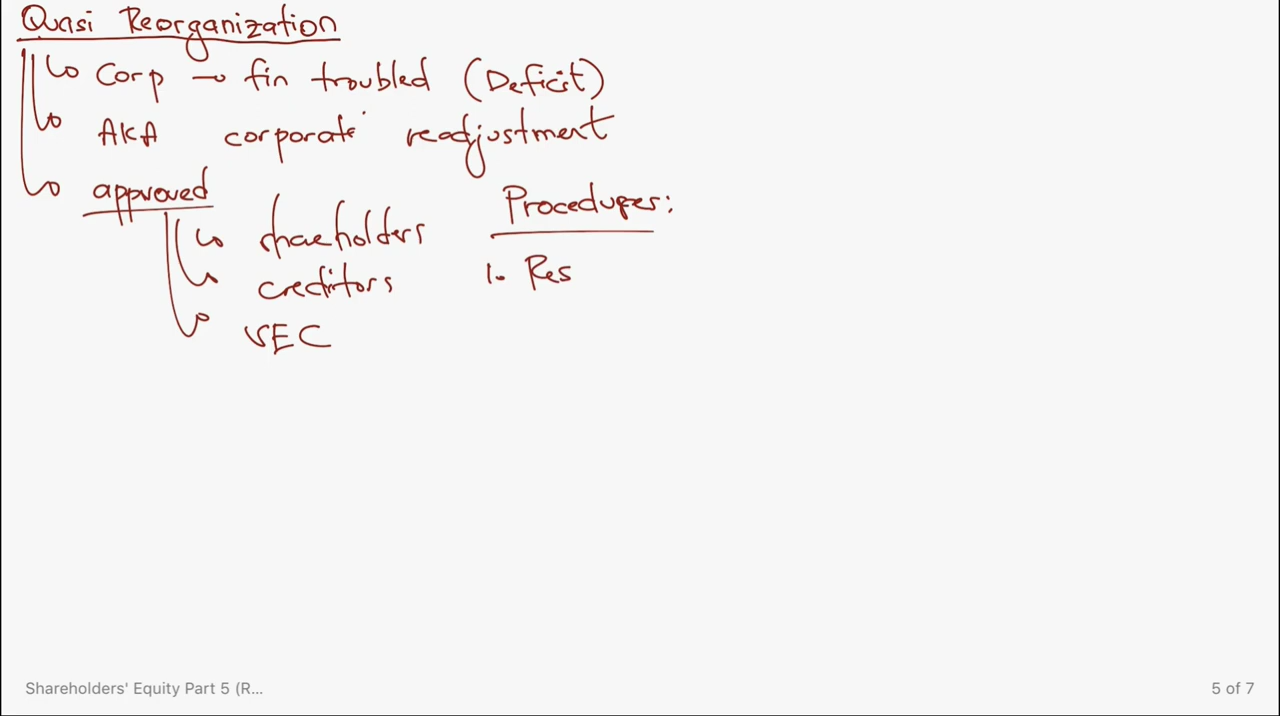 Quasi Reorganization
Corp → fin troubled (Deficit)
AKA corporate readjustment
approved
shaeholders
creditors
SEC
Procedures:
1. Res
Shareholders' Equity Part 5 (R...
5 of 7